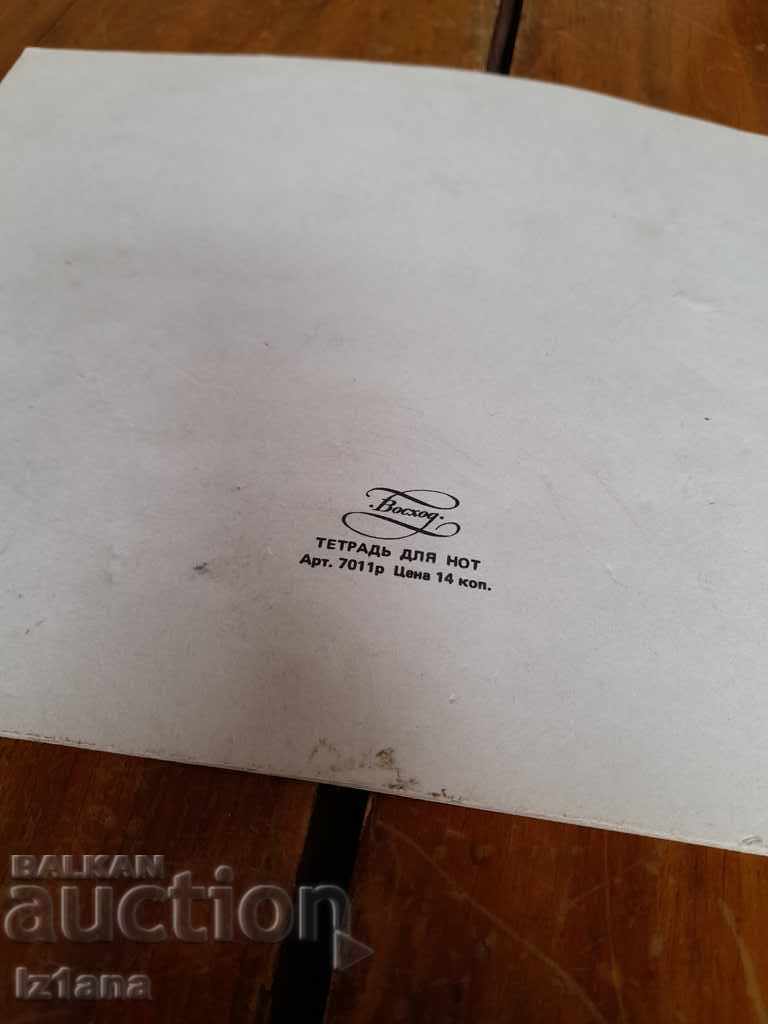 ·Восход·
ТЕТРАДЬ ДЛЯ НОТ
Арт. 7011р Цена 14 коп.
BALKAN
auction
Iz1ana